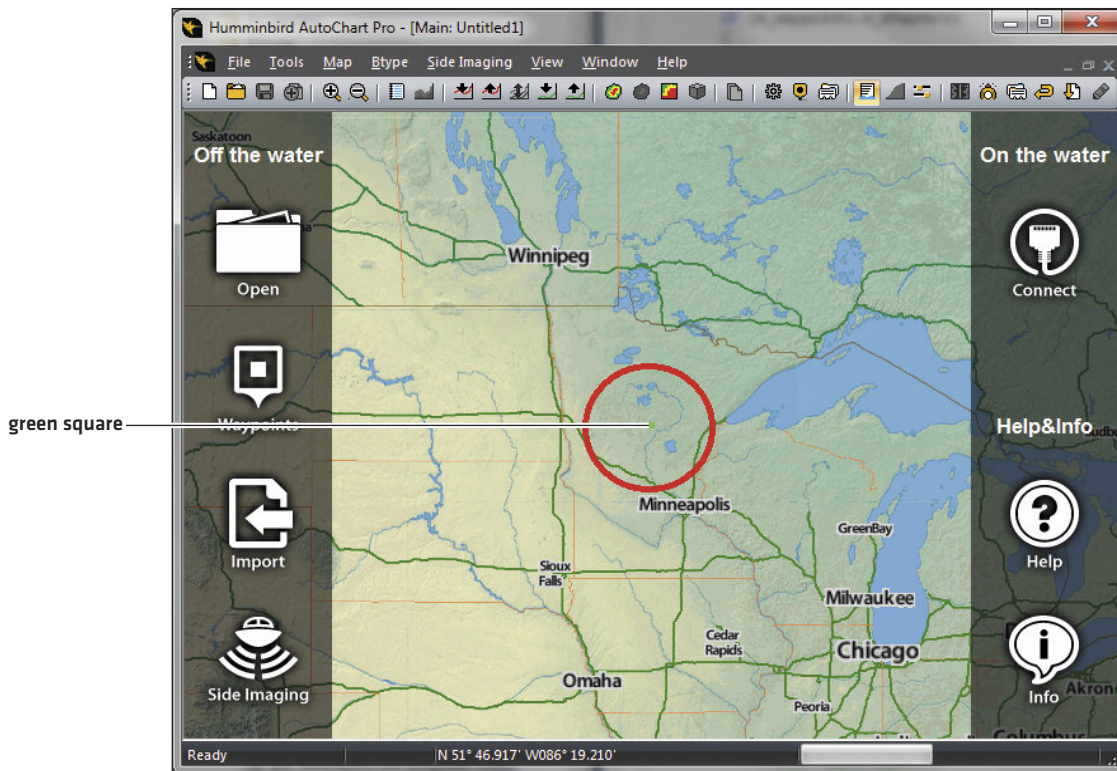 Humminbird AutoChart Pro - [Main: Untitled1]
File Tools Map Btype Side Imaging View Window Help
Saskatoon
Off the water
On the water
Winnipeg
Open
Connect
green square
Waypoints
Help&Info
Minneapolis
GreenBay
Import
Help
Sioux
Falls
Milwaukee
Cedar
Rapids
Chicago
Omaha
Side Imaging
Info
Akron
Peoria
Columbus
Ready
N 51° 46.917' W086° 19.210'